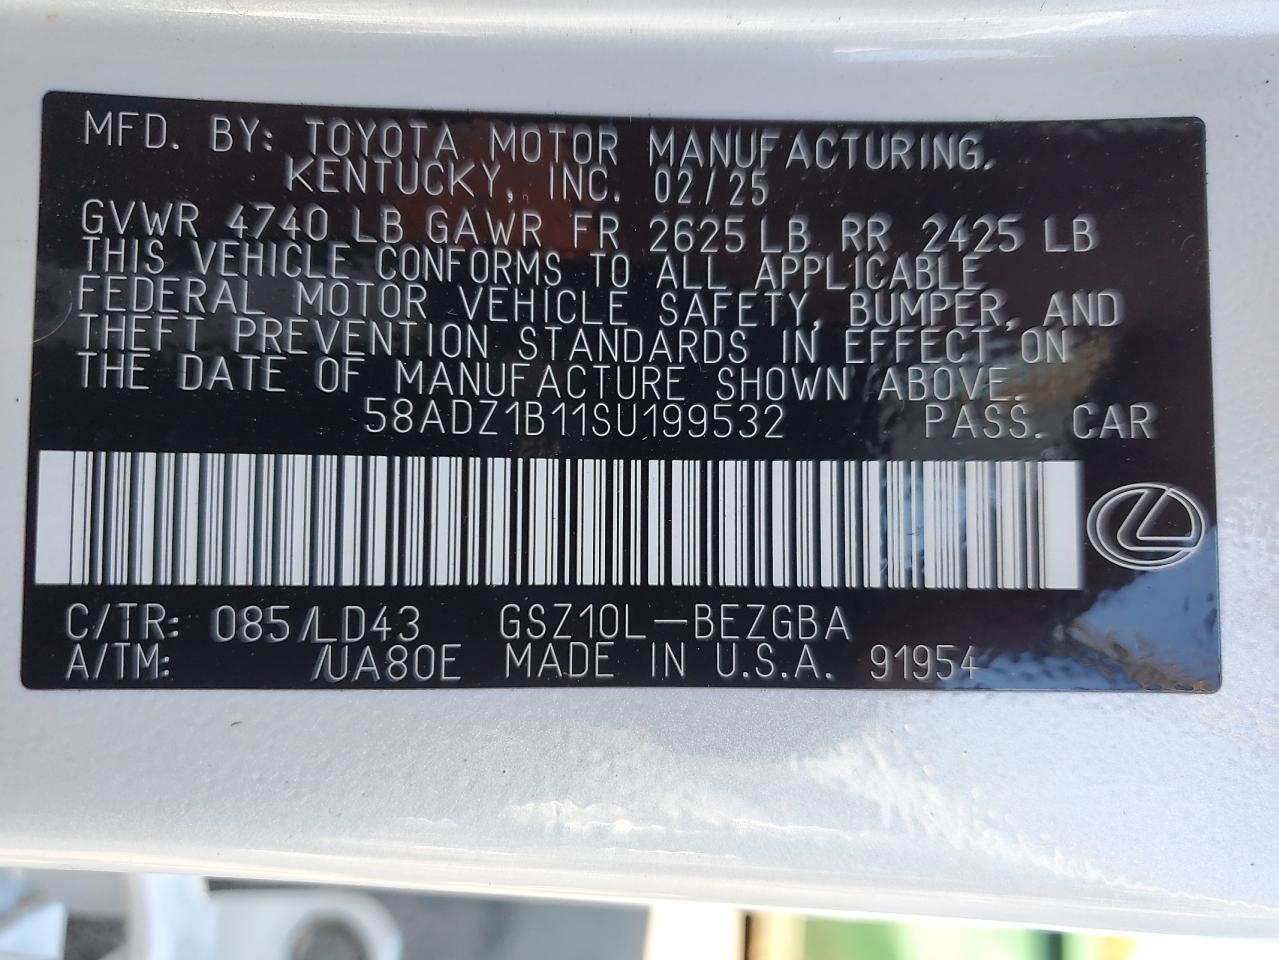 MFD. BY: TOYOTA MOTOR MANUFACTURING,
KENTUCKY, INC. 02/25
GVWR 4740 LB GAWR FR 2625 LB RR 2425 LB
THIS VEHICLE CONFORMS TO ALL APPLICABLE
FEDERAL MOTOR VEHICLE SAFETY, BUMPER, AND
THEFT PREVENTION STANDARDS IN EFFECT ON
THE DATE OF MANUFACTURE SHOWN ABOVE.
58ADZ1B11SU199532 PASS. CAR
C/TR: 085/LD43 GSZ10L-BEZGBA
A/TM: /UA80E MADE IN U.S.A. 91954